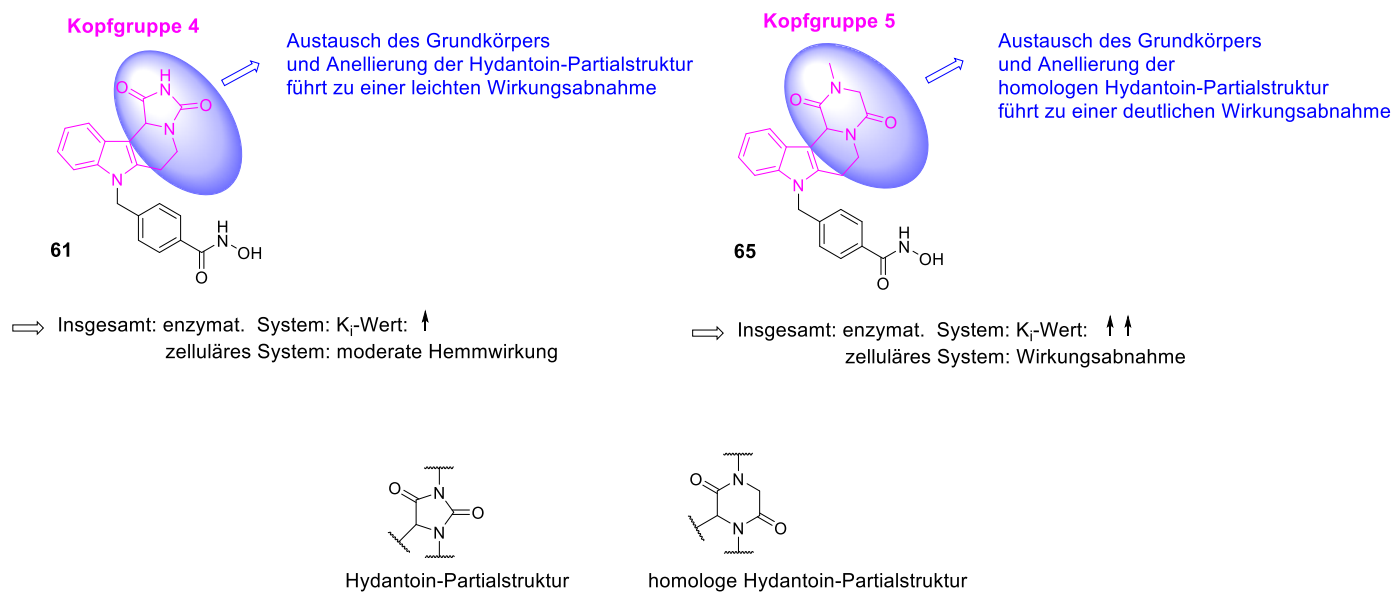 Kopfgruppe 4
Austausch des Grundkörpers
und Anellierung der Hydantoin-Partialstruktur
führt zu einer leichten Wirkungsabnahme
O
H
N
O
N
N
61
H
N
OH
O
Insgesamt: enzymat. System: Ki-Wert:
zelluläres System: moderate Hemmwirkung
Kopfgruppe 5
Austausch des Grundkörpers
und Anellierung der
homologen Hydantoin-Partialstruktur
führt zu einer deutlichen Wirkungsabnahme
N
O
O
N
N
65
H
N
OH
O
Insgesamt: enzymat. System: Ki-Wert:
zelluläres System: Wirkungsabnahme
O
N
O
N
Hydantoin-Partialstruktur
O
N
N
O
homologe Hydantoin-Partialstruktur